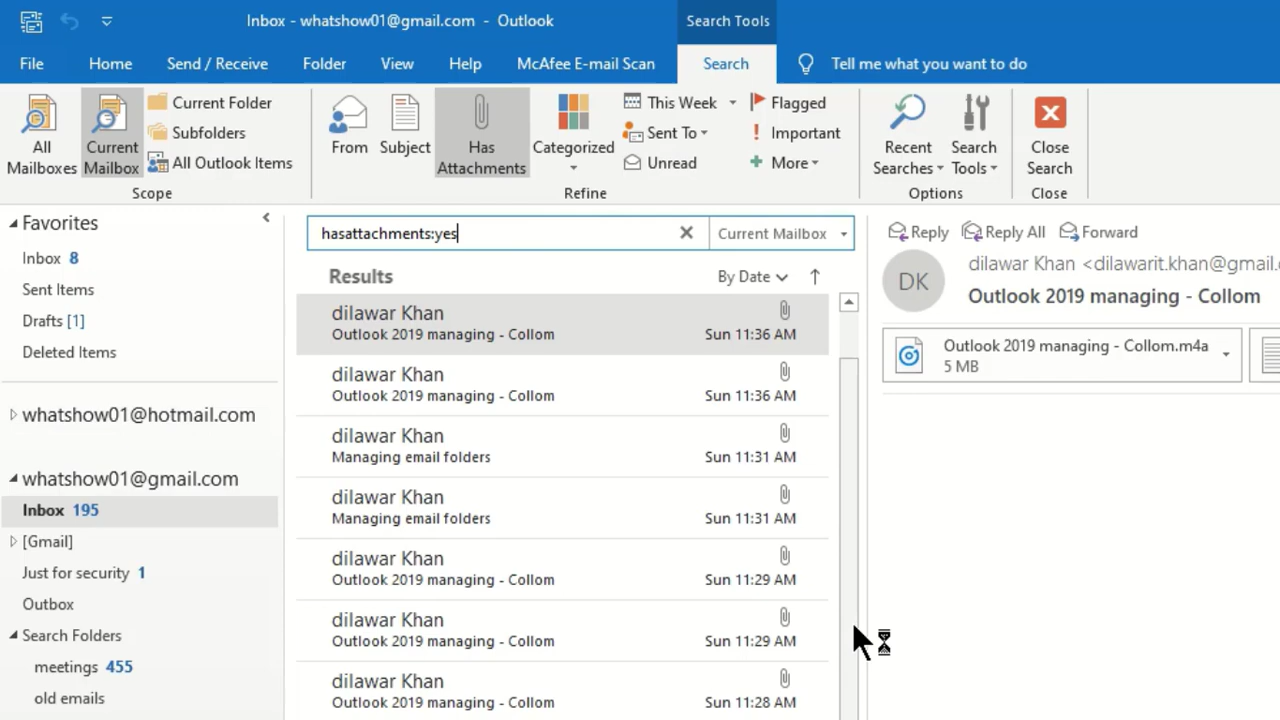 Inbox - whatshow01@gmail.com - Outlook
Search Tools
File Home Send / Receive Folder View Help McAfee E-mail Scan Search Tell me what you want to do
All Mailboxes
Current Mailbox
Current Folder
Subfolders
All Outlook Items
Scope
From
Subject
Has Attachments
Categorized
This Week
Sent To
Unread
Flagged
Important
More
Refine
Recent Searches
Search Tools
Options
Close Search
Close
Favorites
Inbox 8
Sent Items
Drafts [1]
Deleted Items
whatshow01@hotmail.com
whatshow01@gmail.com
Inbox 195
[Gmail]
Just for security 1
Outbox
Search Folders
meetings 455
old emails
hasattachments:yes
Current Mailbox
Results
By Date
dilawar Khan
Outlook 2019 managing - Collom Sun 11:36 AM
dilawar Khan
Outlook 2019 managing - Collom Sun 11:36 AM
dilawar Khan
Managing email folders Sun 11:31 AM
dilawar Khan
Managing email folders Sun 11:31 AM
dilawar Khan
Outlook 2019 managing - Collom Sun 11:29 AM
dilawar Khan
Outlook 2019 managing - Collom Sun 11:29 AM
dilawar Khan
Outlook 2019 managing - Collom Sun 11:28 AM
Reply Reply All Forward
DK
dilawar Khan <dilawarit.khan@gmail.
Outlook 2019 managing - Collom
Outlook 2019 managing - Collom.m4a
5 MB